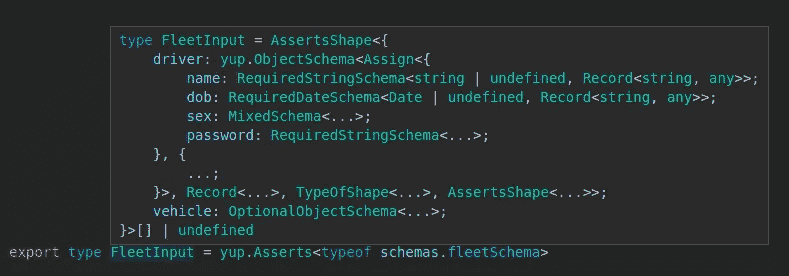 type FleetInput = AssertsShape<{
    driver: yup.ObjectSchema<Assign<{
        name: RequiredStringSchema<string | undefined, Record<string, any>>;
        dob: RequiredDateSchema<Date | undefined, Record<string, any>>;
        sex: MixedSchema<...>;
        password: RequiredStringSchema<...>;
    }, {
        ...;
    }>, Record<...>, TypeOfShape<...>, AssertsShape<...>>;
    vehicle: OptionalObjectSchema<...>;
}>[] | undefined
export type FleetInput = yup.Asserts<typeof schemas.fleetSchema>